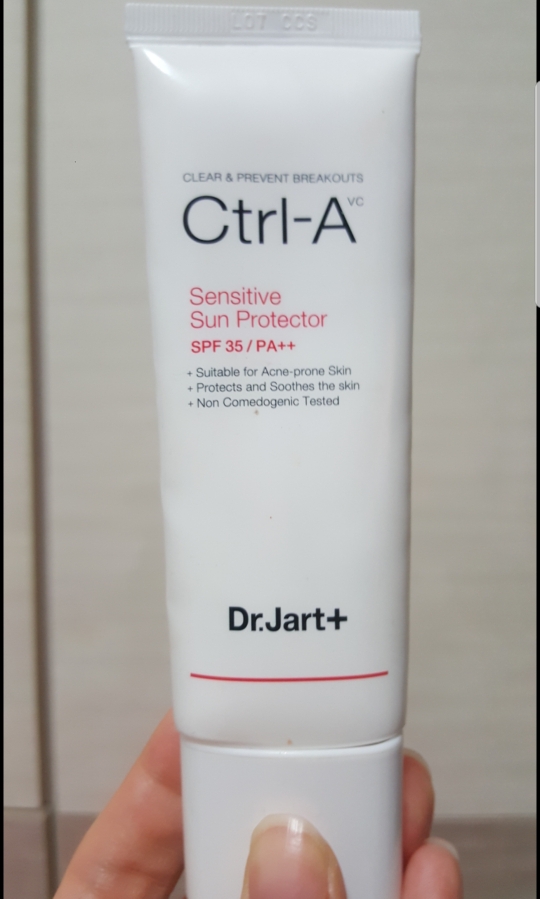 LOT CCS
CLEAR & PREVENT BREAKOUTS
Ctrl-A VC
Sensitive
Sun Protector
SPF 35 / PA++
+ Suitable for Acne-prone Skin
+ Protects and Soothes the skin
+ Non Comedogenic Tested
Dr.Jart+